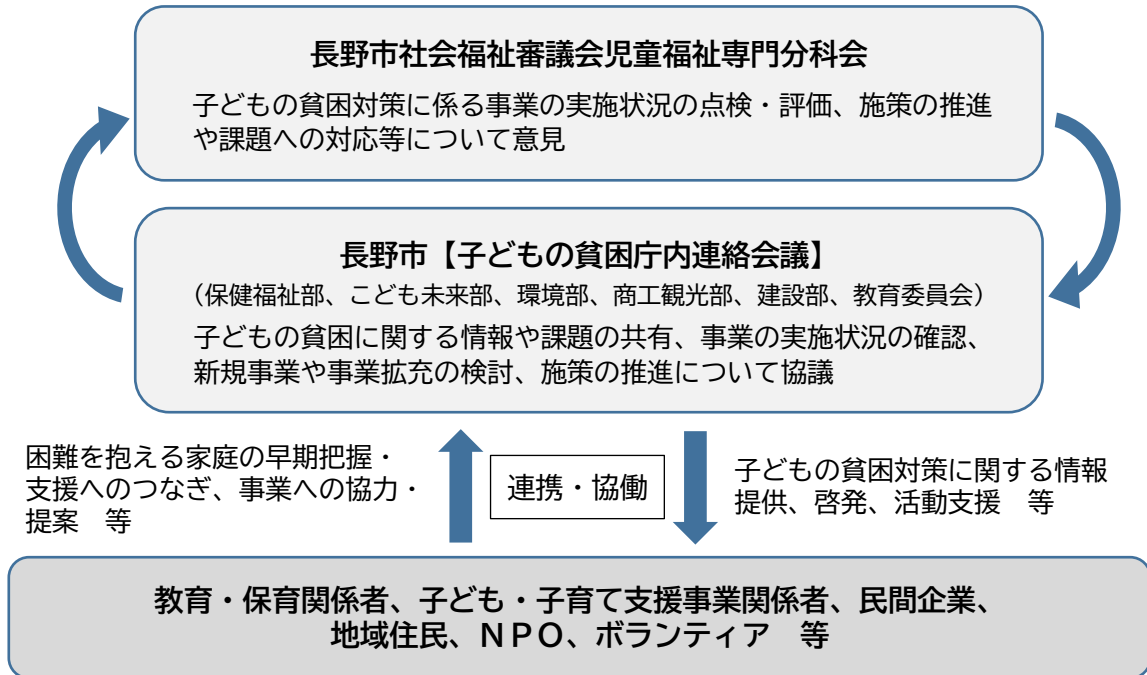 長野市社会福祉審議会児童福祉専門分科会
子どもの貧困対策に係る事業の実施状況の点検・評価、施策の推進
や課題への対応等について意見
長野市【子どもの貧困庁内連絡会議】
（保健福祉部、こども未来部、環境部、商工観光部、建設部、教育委員会）
子どもの貧困に関する情報や課題の共有、事業の実施状況の確認、
新規事業や事業拡充の検討、施策の推進について協議
困難を抱える家庭の早期把握・
支援へのつなぎ、事業への協力・
提案　等
連携・協働
子どもの貧困対策に関する情報
提供、啓発、活動支援　等
教育・保育関係者、子ども・子育て支援事業関係者、民間企業、
地域住民、ＮＰＯ、ボランティア　等